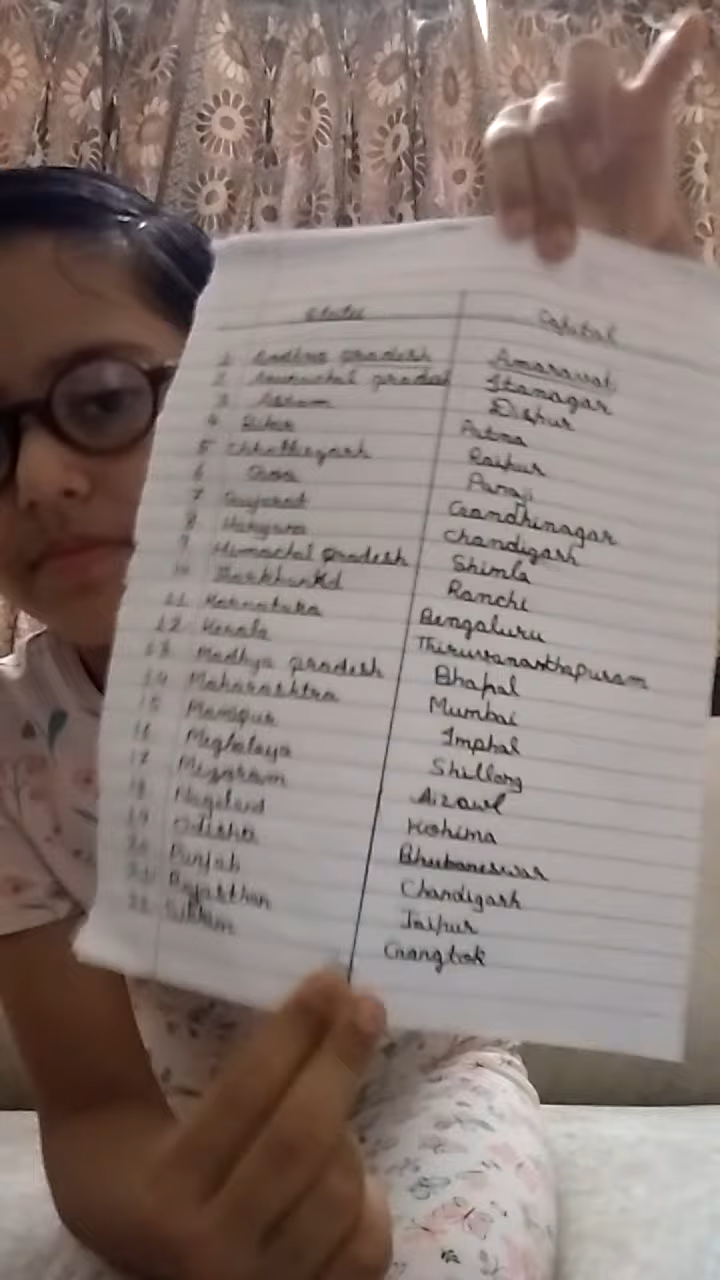 State Capital
1 Andhra pradesh Amaravati
2 Arunachal pradesh Itanagar
3 Assam Dispur
4 Bihar Patna
5 Chhattisgarh Raipur
6 Goa Panaji
7 Gujarat Gandhinagar
8 Haryana Chandigarh
9 Himachal pradesh Shimla
10 Jharkhand Ranchi
11 Karnataka Bengaluru
12 Kerala Thiruvananthapuram
13 Madhya pradesh Bhopal
14 Maharashtra Mumbai
15 Manipur Imphal
16 Meghalaya Shillong
17 Mizoram Aizawl
18 Nagaland Kohima
19 Odisha Bhubaneswar
20 Punjab Chandigarh
21 Rajasthan Jaipur
22 Sikkim Gangtok